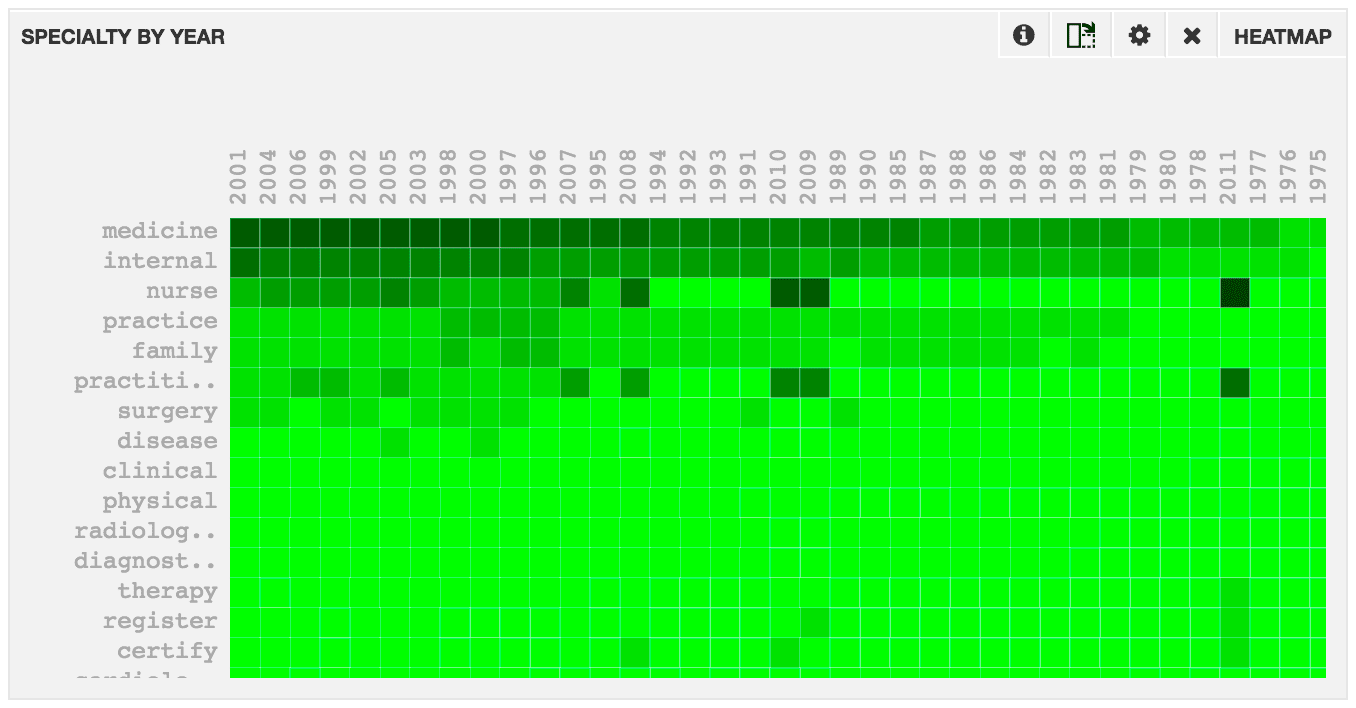 SPECIALTY BY YEAR
HEATMAP
2001 2004 2006 1999 2002 2005 2003 1998 2000 1997 1996 2007 1995 2008 1994 1992 1993 1991 2010 2009 1989 1990 1985 1987 1988 1986 1984 1982 1983 1981 1979 1980 1978 2011 1977 1976 1975
medicine
internal
nurse
practice
family
practiti..
surgery
disease
clinical
physical
radiolog..
diagnost..
therapy
register
certify